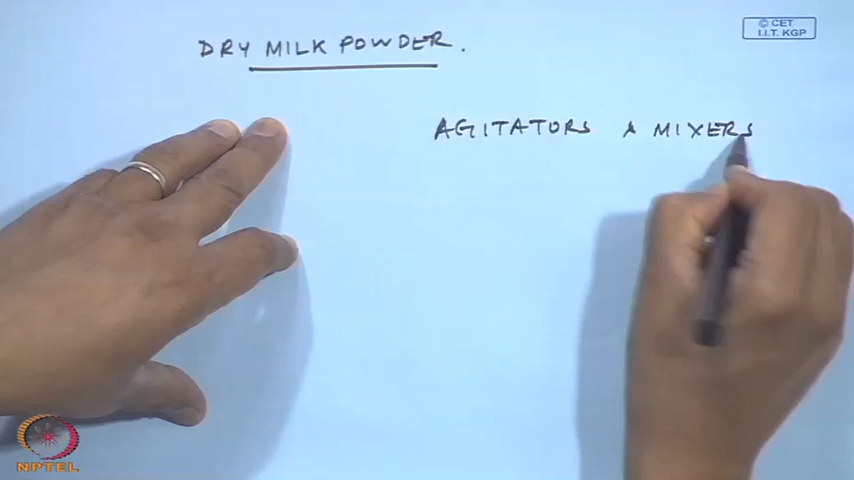 © CET
I.I.T. KGP
DRY MILK POWDER.
AGITATORS & MIXERS
NPTEL